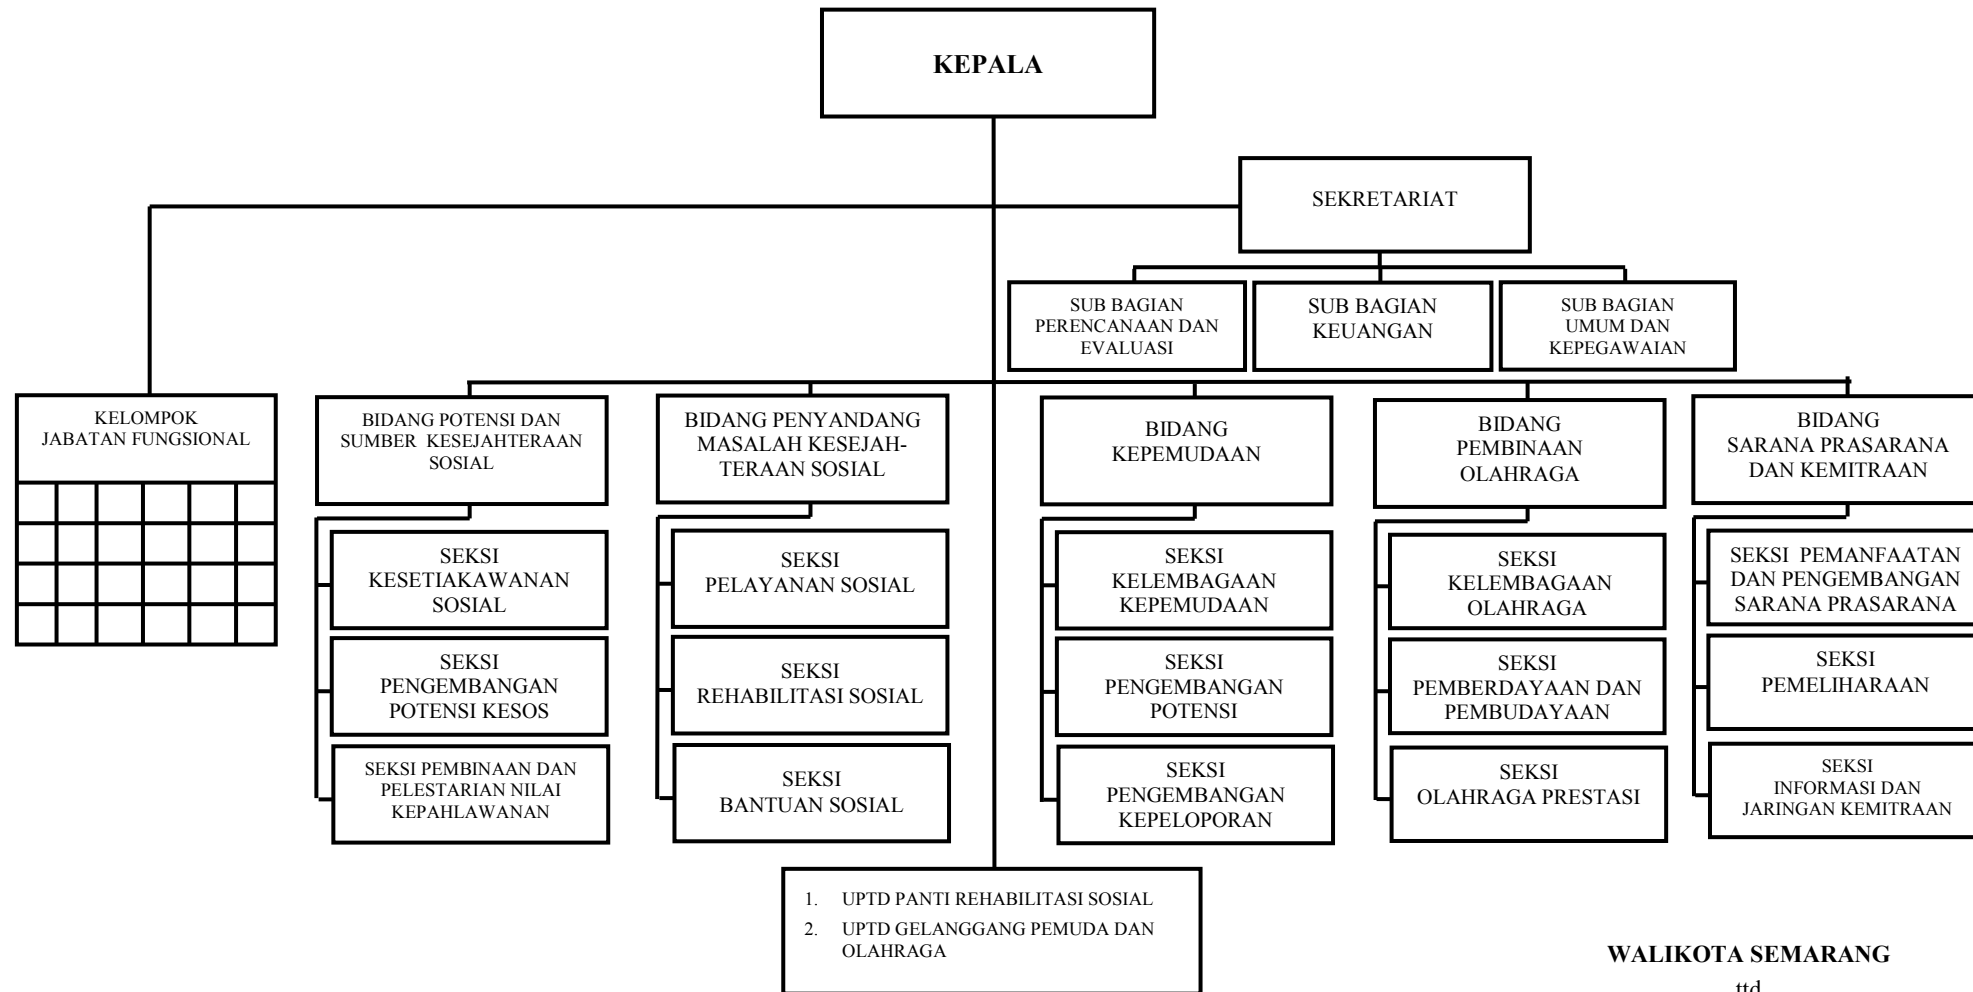 KEPALA
SEKRETARIAT
SUB BAGIAN
PERENCANAAN DAN
EVALUASI
SUB BAGIAN
KEUANGAN
SUB BAGIAN
UMUM DAN
KEPEGAWAIAN
KELOMPOK
JABATAN FUNGSIONAL
BIDANG POTENSI DAN
SUMBER KESEJAHTERAAN
SOSIAL
SEKSI
KESETIAKAWANAN
SOSIAL
SEKSI
PENGEMBANGAN
POTENSI KESOS
SEKSI PEMBINAAN DAN
PELESTARIAN NILAI
KEPAHLAWANAN
BIDANG PENYANDANG
MASALAH KESEJAH-
TERAAN SOSIAL
SEKSI
PELAYANAN SOSIAL
SEKSI
REHABILITASI SOSIAL
SEKSI
BANTUAN SOSIAL
BIDANG
KEPEMUDAAN
SEKSI
KELEMBAGAAN
KEPEMUDAAN
SEKSI
PENGEMBANGAN
POTENSI
SEKSI
PENGEMBANGAN
KEPELOPORAN
BIDANG
PEMBINAAN
OLAHRAGA
SEKSI
KELEMBAGAAN
OLAHRAGA
SEKSI
PEMBERDAYAAN DAN
PEMBUDAYAAN
SEKSI
OLAHRAGA PRESTASI
BIDANG
SARANA PRASARANA
DAN KEMITRAAN
SEKSI PEMANFAATAN
DAN PENGEMBANGAN
SARANA PRASARANA
SEKSI
PEMELIHARAAN
SEKSI
INFORMASI DAN
JARINGAN KEMITRAAN
1. UPTD PANTI REHABILITASI SOSIAL
2. UPTD GELANGGANG PEMUDA DAN
OLAHRAGA
WALIKOTA SEMARANG
ttd